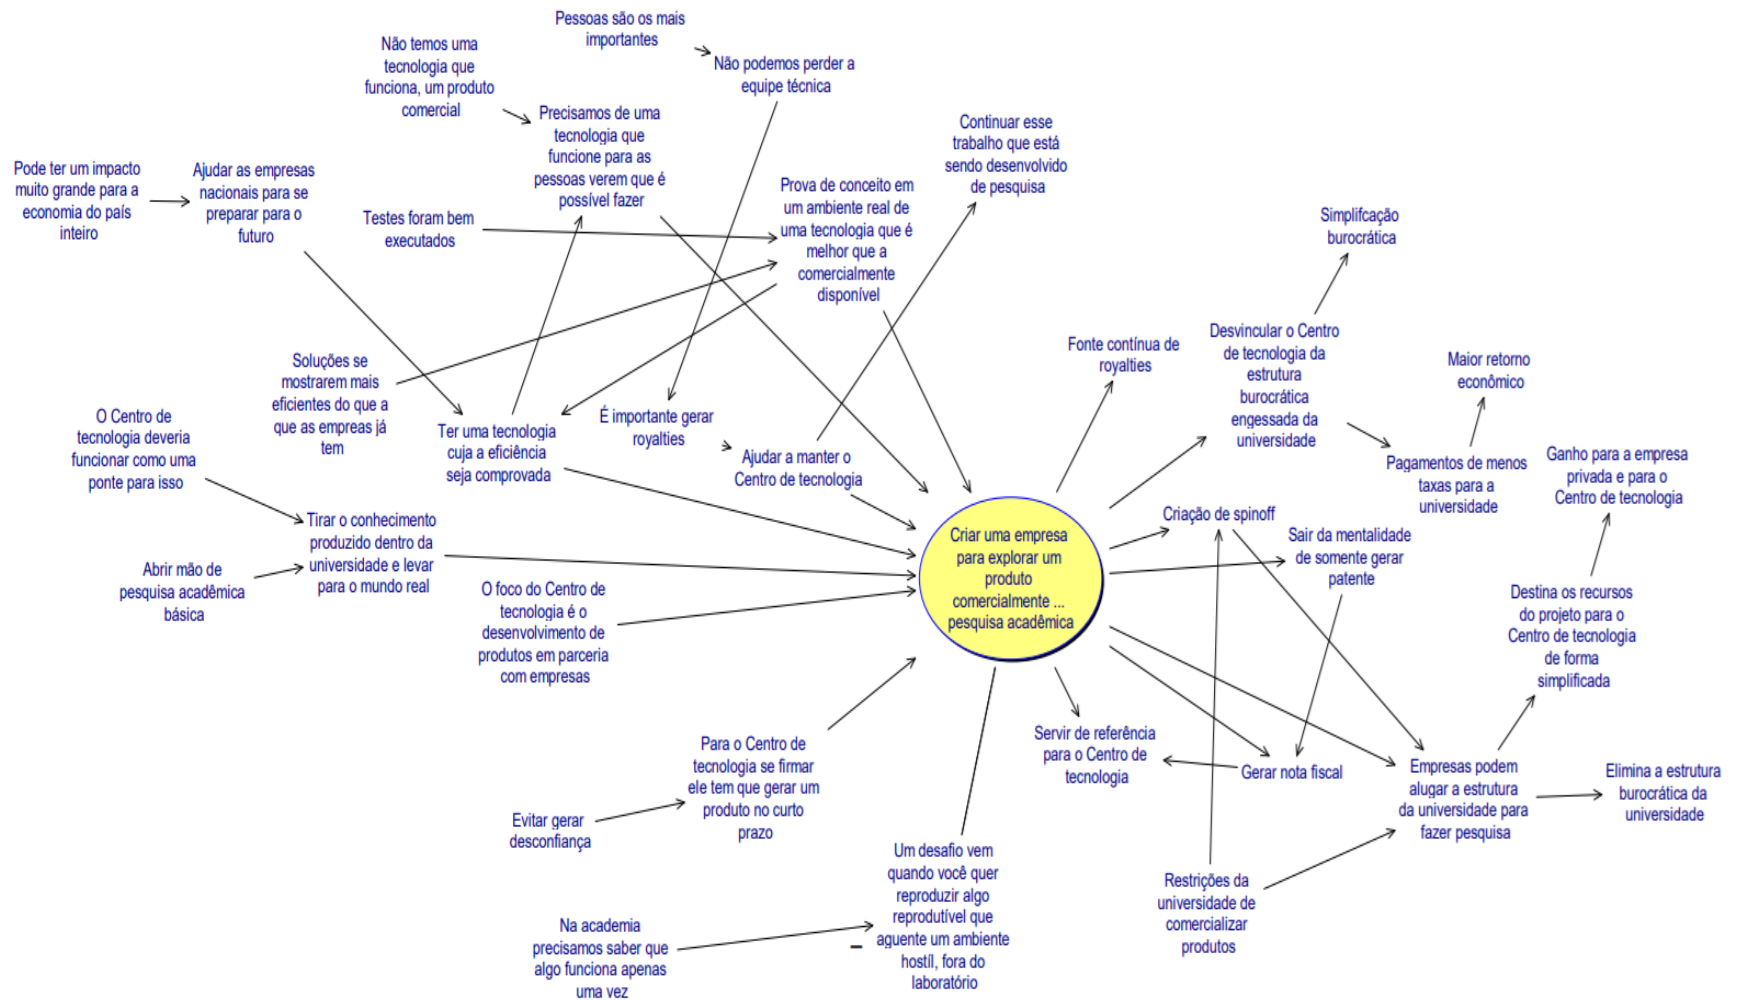 Pessoas são os mais
importantes
Não temos uma
tecnologia que
funciona, um produto
comercial
Não podemos perder a
equipe técnica
Precisamos de uma
tecnologia que
funcione para as
pessoas verem que é
possível fazer
Continuar esse
trabalho que está
sendo desenvolvido
de pesquisa
Pode ter um impacto
muito grande para a
economia do país
inteiro
Ajudar as empresas
nacionais para se
preparar para o
futuro
Prova de conceito em
um ambiente real de
uma tecnologia que é
melhor que a
comercialmente
disponível
Testes foram bem
executados
Simplifcação
burocrática
Desvincular o Centro
de tecnologia da
estrutura
burocrática
engessada da
universidade
Fonte contínua de
royalties
Maior retorno
econômico
Soluções se
mostrarem mais
eficientes do que a
que as empreas já
tem
O Centro de
tecnologia deveria
funcionar como uma
ponte para isso
Ter uma tecnologia
cuja a eficiência
seja comprovada
É importante gerar
royalties
Ajudar a manter o
Centro de tecnologia
Pagamentos de menos
taxas para a
universidade
Ganho para a empresa
privada e para o
Centro de tecnologia
Tirar o conhecimento
produzido dentro da
universidade e levar
para o mundo real
Criar uma empresa
para explorar um
produto
comercialmente ...
pesquisa acadêmica
Criação de spinoff
Sair da mentalidade
de somente gerar
patente
Abrir mão de
pesquisa acadêmica
básica
O foco do Centro de
tecnologia é o
desenvolvimento de
produtos em parceria
com empresas
Destina os recursos
do projeto para o
Centro de tecnologia
de forma
simplificada
Para o Centro de
tecnologia se firmar
ele tem que gerar um
produto no curto
prazo
Servir de referência
para o Centro de
tecnologia
Gerar nota fiscal
Empresas podem
alugar a estrutura
da universidade para
fazer pesquisa
Elimina a estrutura
burocrática da
universidade
Evitar gerar
desconfiança
Um desafio vem
quando você quer
reproduzir algo
reprodutível que
aguente um ambiente
hostíl, fora do
laboratório
Restrições da
universidade de
comercializar
produtos
Na academia
precisamos saber que
algo funciona apenas
uma vez